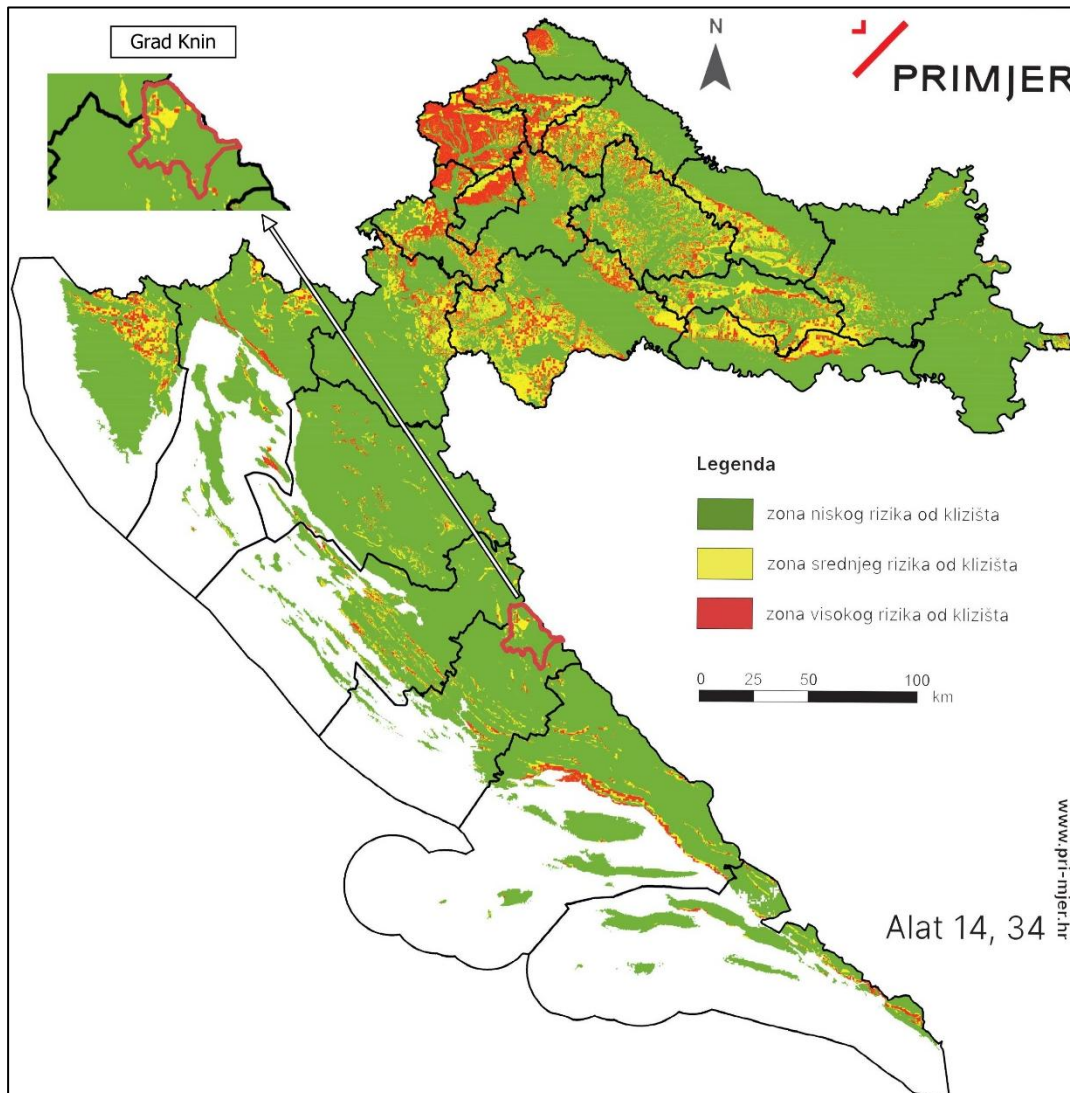 Grad Knin
N
PRIMJER
Legenda
zona niskog rizika od klizišta
zona srednjeg rizika od klizišta
zona visokog rizika od klizišta
0 25 50 100
km
www.pri-mjer.hr
Alat 14, 34